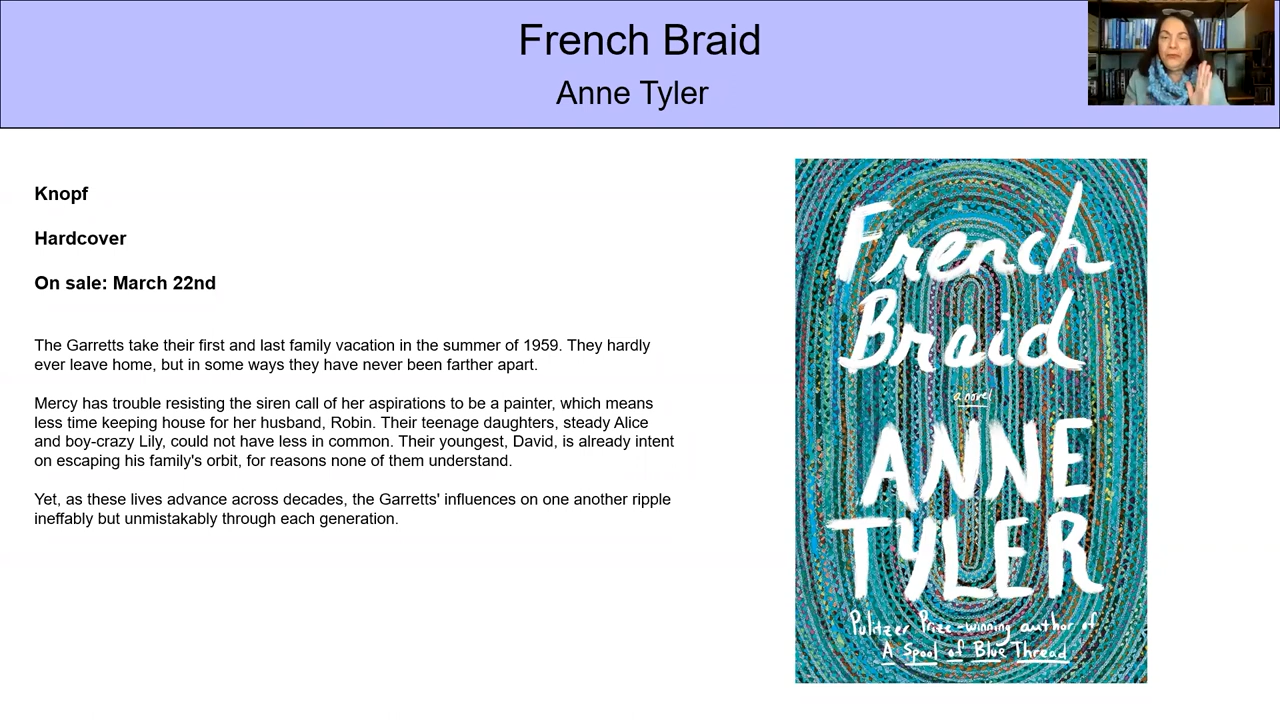 French Braid
Anne Tyler
Knopf
Hardcover
On sale: March 22nd
The Garretts take their first and last family vacation in the summer of 1959. They hardly
ever leave home, but in some ways they have never been farther apart.
Mercy has trouble resisting the siren call of her aspirations to be a painter, which means
less time keeping house for her husband, Robin. Their teenage daughters, steady Alice
and boy-crazy Lily, could not have less in common. Their youngest, David, is already intent
on escaping his family's orbit, for reasons none of them understand.
Yet, as these lives advance across decades, the Garretts' influences on one another ripple
ineffably but unmistakably through each generation.
French
Braid
a novel
ANNE
TYLER
Pulitzer Prize-winning author of
A Spool of Blue Thread